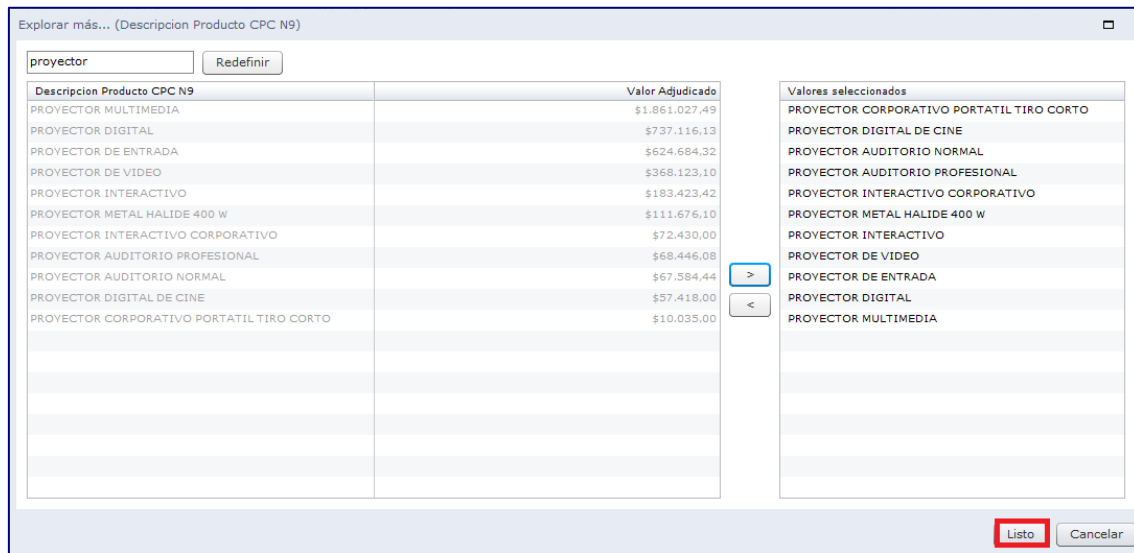 Explorar más... (Descripcion Producto CPC N9)
proyector Redefinir
Descripcion Producto CPC N9 Valor Adjudicado
PROYECTOR MULTIMEDIA $1.861.027,49
PROYECTOR DIGITAL $737.116,13
PROYECTOR DE ENTRADA $624.684,32
PROYECTOR DE VIDEO $368.123,10
PROYECTOR INTERACTIVO $183.423,42
PROYECTOR METAL HALIDE 400 W $111.676,10
PROYECTOR INTERACTIVO CORPORATIVO $72.430,00
PROYECTOR AUDITORIO PROFESIONAL $68.446,08
PROYECTOR AUDITORIO NORMAL $67.584,44
PROYECTOR DIGITAL DE CINE $57.418,00
PROYECTOR CORPORATIVO PORTATIL TIRO CORTO $10.035,00
>
<
Valores seleccionados
PROYECTOR CORPORATIVO PORTATIL TIRO CORTO
PROYECTOR DIGITAL DE CINE
PROYECTOR AUDITORIO NORMAL
PROYECTOR AUDITORIO PROFESIONAL
PROYECTOR INTERACTIVO CORPORATIVO
PROYECTOR METAL HALIDE 400 W
PROYECTOR INTERACTIVO
PROYECTOR DE VIDEO
PROYECTOR DE ENTRADA
PROYECTOR DIGITAL
PROYECTOR MULTIMEDIA
Listo Cancelar